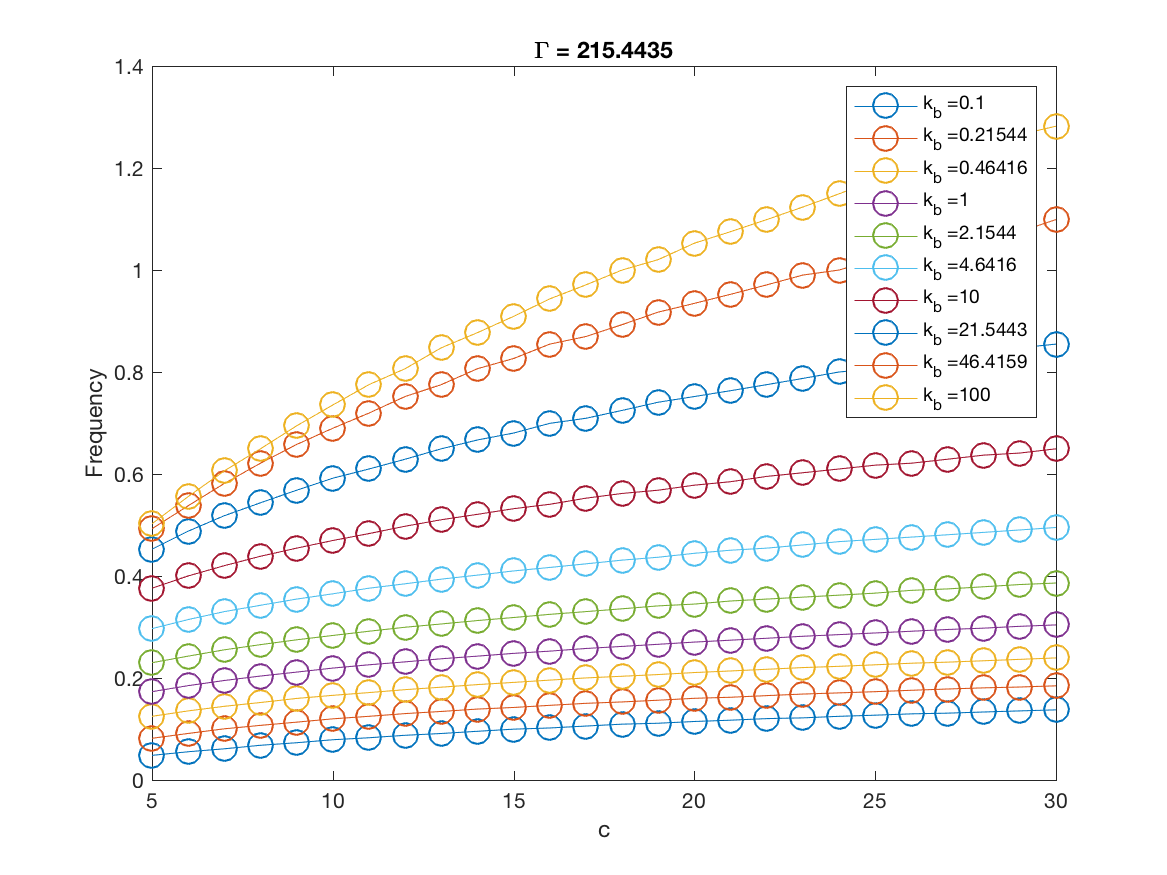 Γ = 215.4435
1.4
1.2
1
0.8
0.6
0.4
0.2
0
Frequency
5
10
15
20
25
30
c
k_b =0.1
k_b =0.21544
k_b =0.46416
k_b =1
k_b =2.1544
k_b =4.6416
k_b =10
k_b =21.5443
k_b =46.4159
k_b =100